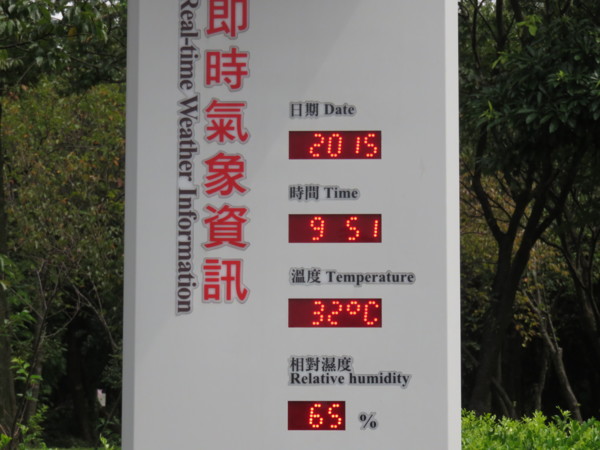 即時氣象資訊
Real-time Weather Information
日期 Date
2015
時間 Time
9 51
溫度 Temperature
32°C
相對濕度
Relative humidity
65 %